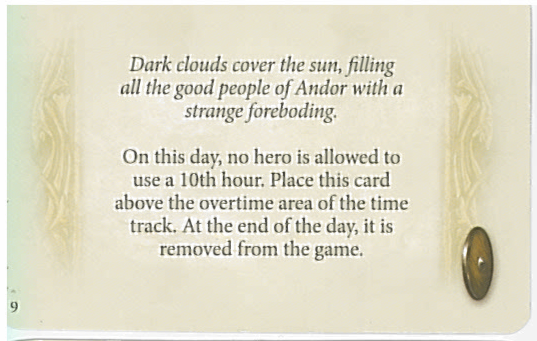 Dark clouds cover the sun, filling
all the good people of Andor with a
strange foreboding.
On this day, no hero is allowed to
use a 10th hour. Place this card
above the overtime area of the time
track. At the end of the day, it is
removed from the game.
9